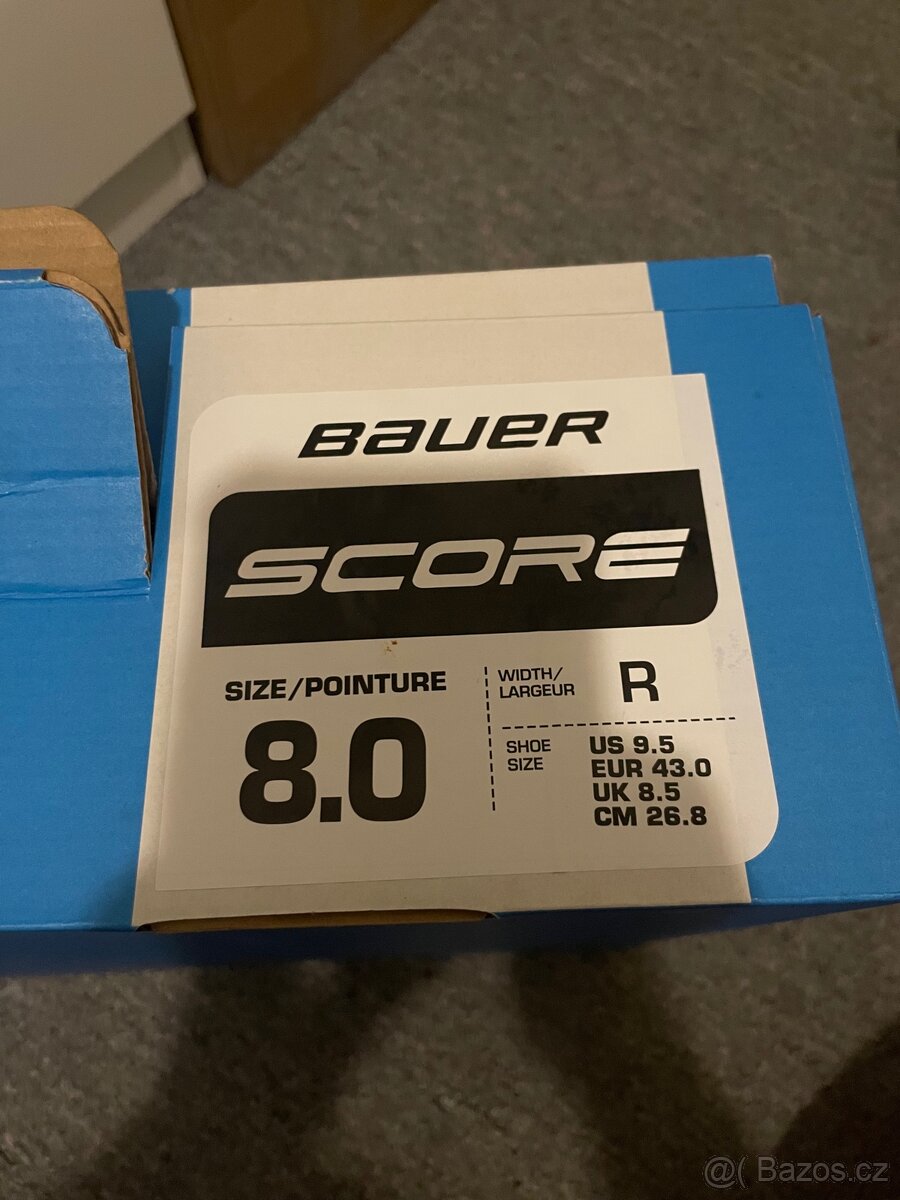 BAUER
SCORE
SIZE/POINTURE
8.0
WIDTH/
LARGEUR
R
SHOE
SIZE
US 9.5
EUR 43.0
UK 8.5
CM 26.8
@( Bazos.cz